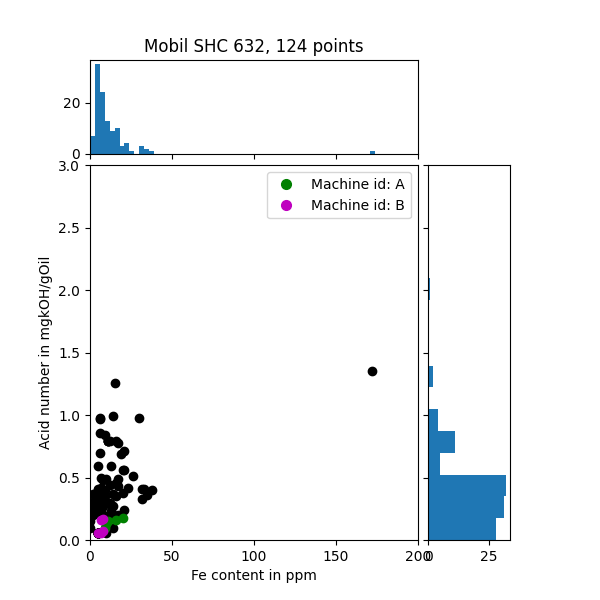 Mobil SHC 632, 124 points
20
0
3.0
2.5
2.0
1.5
1.0
0.5
0.0
Acid number in mgkOH/gOil
Machine id: A
Machine id: B
0 50 100 150 200
0 25
Fe content in ppm